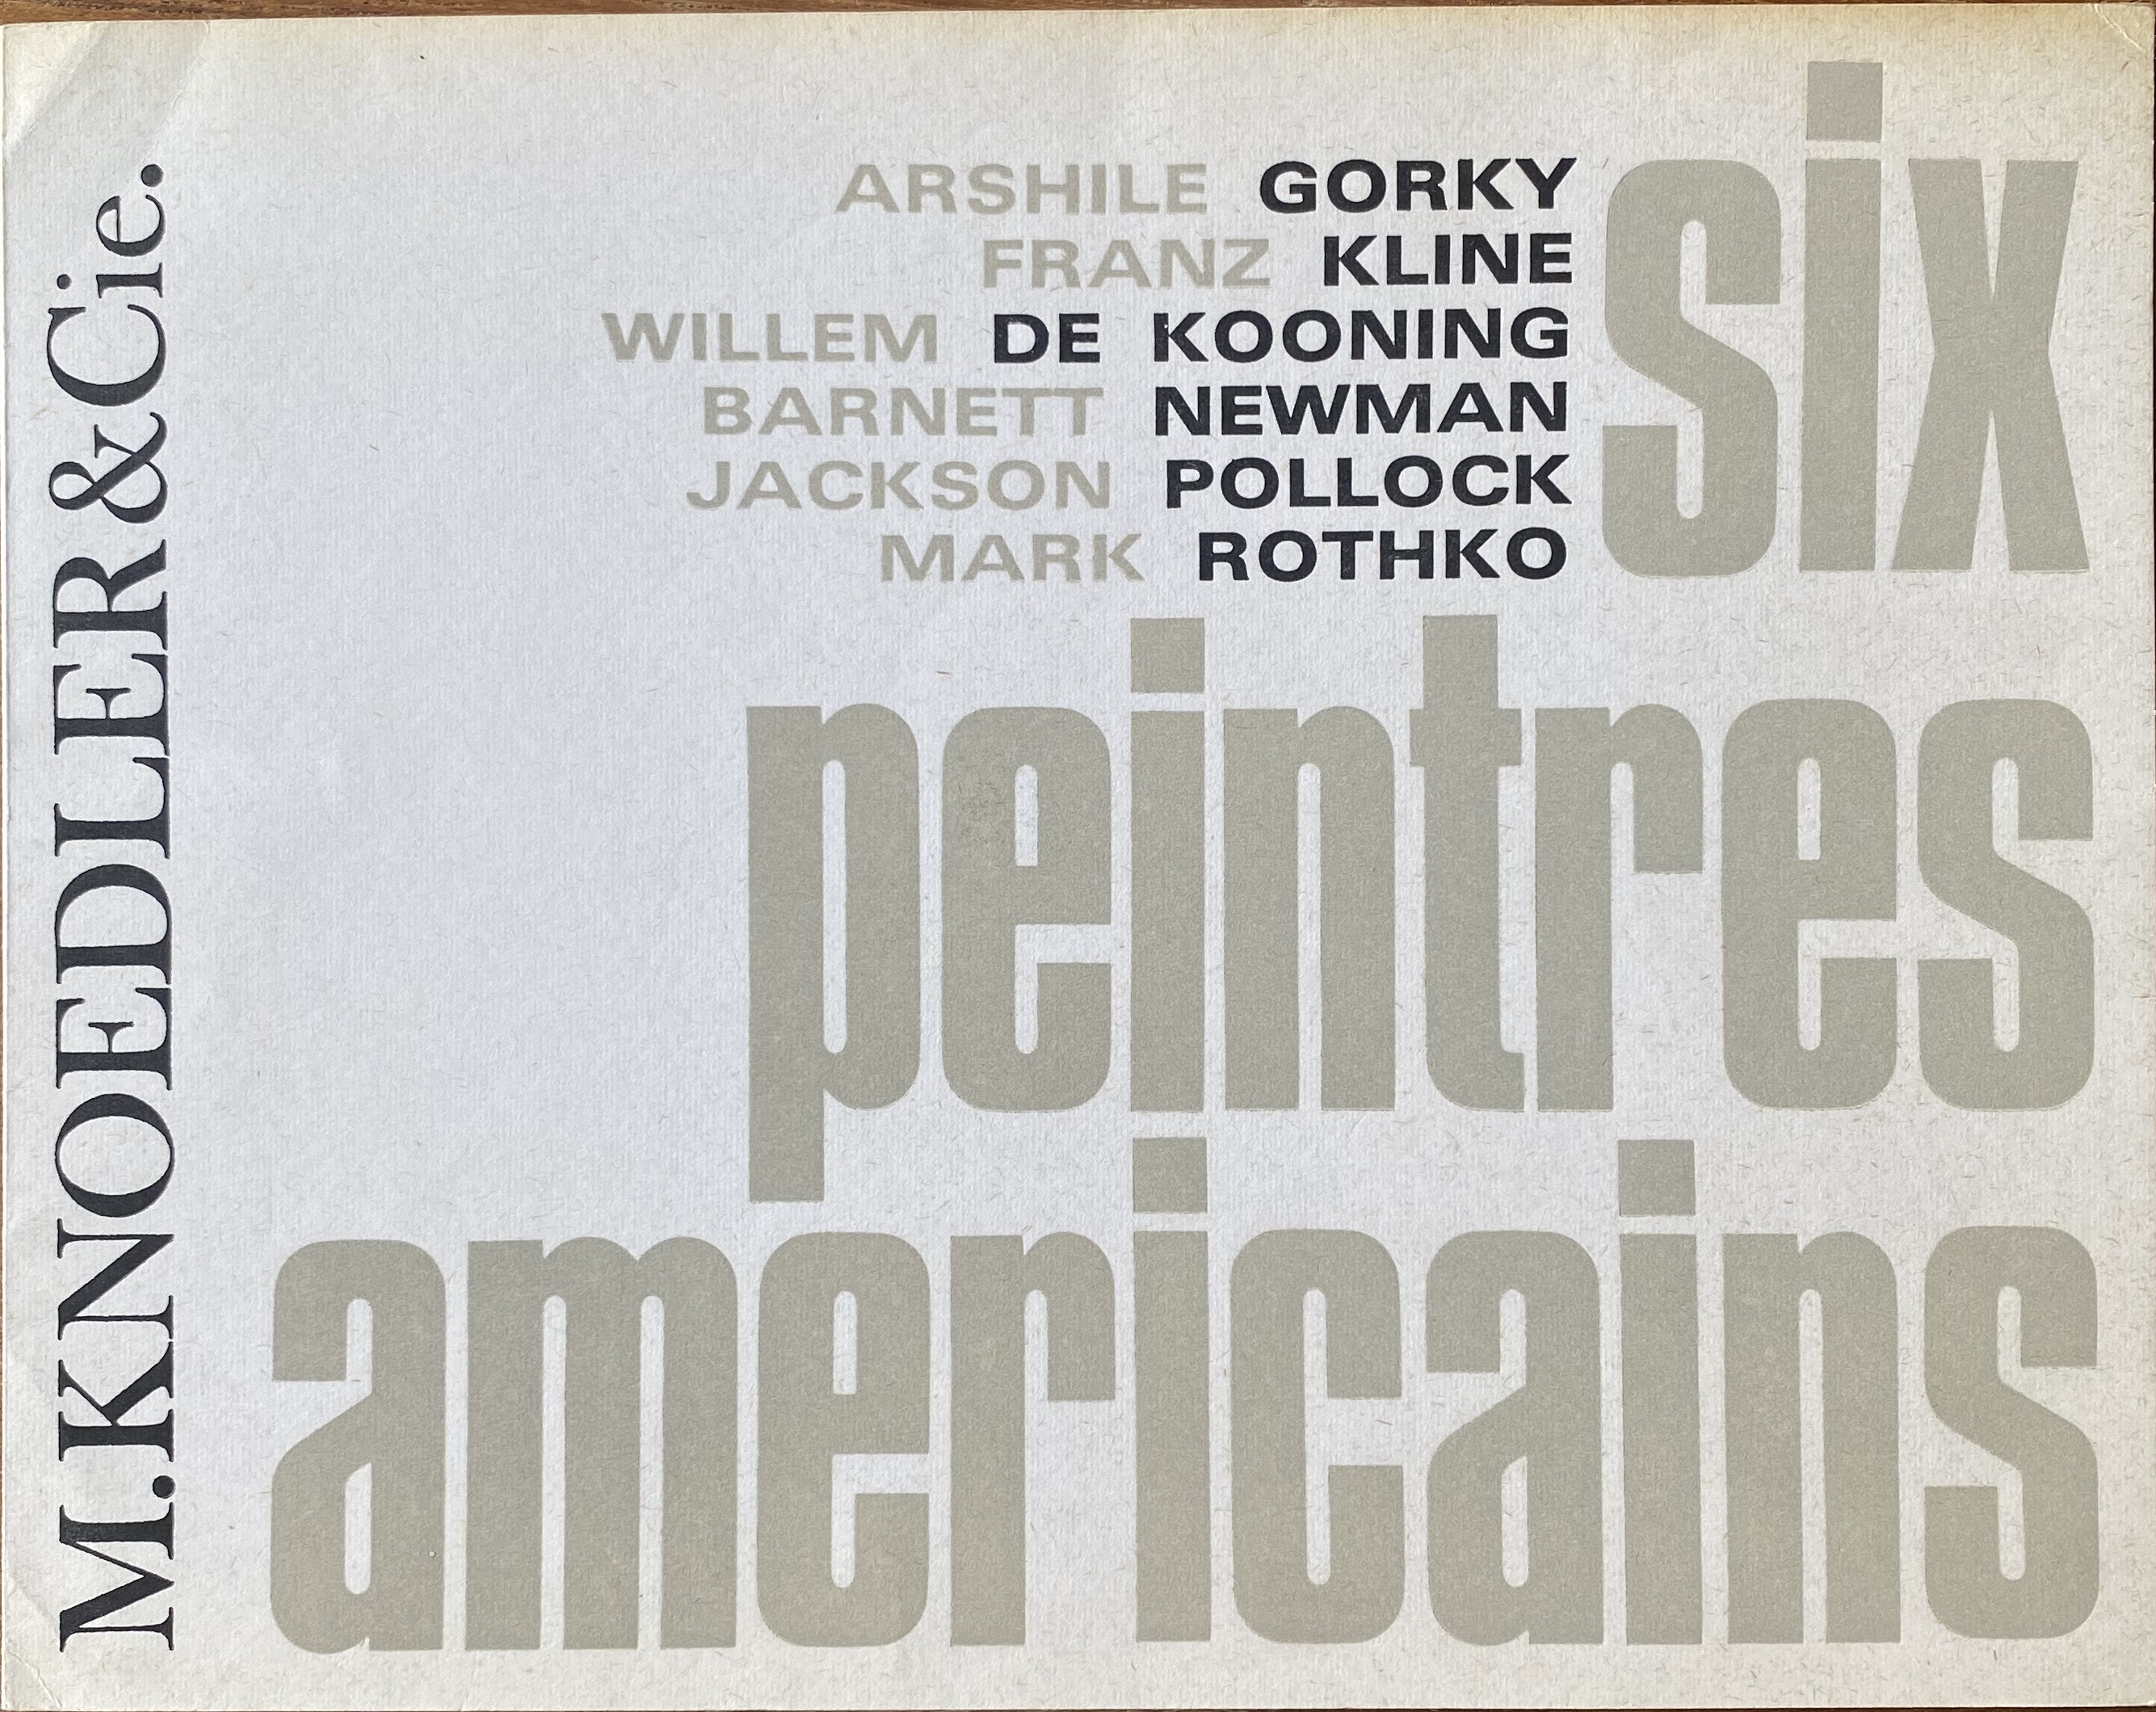 M.KNOEDLER & Cie.
ARSHILE GORKY
FRANZ KLINE
WILLEM DE KOONING
BARNETT NEWMAN
JACKSON POLLOCK
MARK ROTHKO
six
peintres
americains